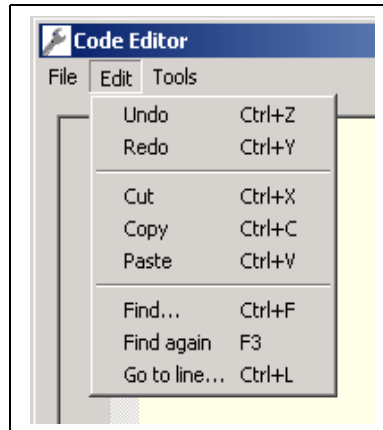 Code Editor
File Edit Tools
Undo Ctrl+Z
Redo Ctrl+Y
Cut Ctrl+X
Copy Ctrl+C
Paste Ctrl+V
Find... Ctrl+F
Find again F3
Go to line... Ctrl+L